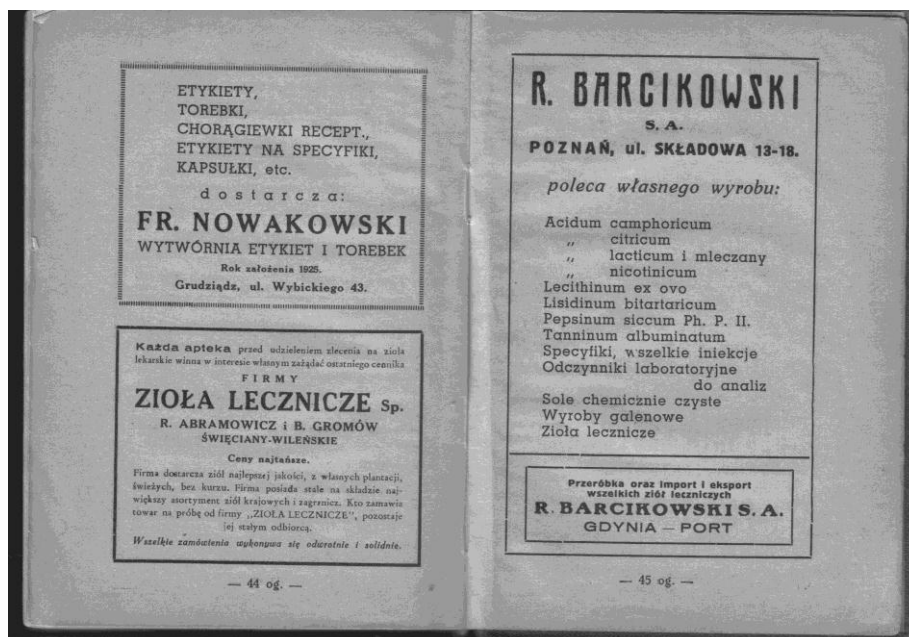 ETYKIETY,
TOREBKI,
CHORĄGIEWKI RECEPT.,
ETYKIETY NA SPECYFIKI,
KAPSUŁKI, etc.
dostarcza:
FR. NOWAKOWSKI
WYTWÓRNIA ETYKIET I TOREBEK
Rok założenia 1925.
Grudziądz, ul. Wybickiego 43.
Każda apteka przed udzieleniem zlecenia na zioła
lekarskie winna w interesie własnym zażądać ostatniego cennika
FIRMY
ZIOŁA LECZNICZE Sp.
R. ABRAMOWICZ i B. GROMÓW
ŚWIĘCIANY-WILEŃSKIE
Ceny najtańsze.
Firma dostarcza ziół najlepszej jakości, z własnych plantacji,
świeżych, bez kurzu. Firma posiada stale na składzie naj-
większy asortyment ziół krajowych i zagranicz. Kto zamawia
towar na próbę od firmy „ZIOŁA LECZNICZE", pozostaje
jej stałym odbiorcą.
Wszelkie zamówienia wykonywa się odwrotnie i solidnie.
— 44 og. —
R. BARCIKOWSKI
S. A.
POZNAŃ, ul. SKŁADOWA 13-18.
poleca własnego wyrobu:
Acidum camphoricum
„ citricum
„ lacticum i mleczany
„ nicotinicum
Lecithinum ex ovo
Lisidinum bitartaricum
Pepsinum siccum Ph. P. II.
Tanninum albuminatum
Specyfiki, wszelkie iniekcje
Odczynniki laboratoryjne
do analiz
Sole chemicznie czyste
Wyroby galenowe
Zioła lecznicze
Przeróbka oraz import i eksport
wszelkich ziół leczniczych
R. BARCIKOWSKI S. A.
GDYNIA — PORT
— 45 og. —